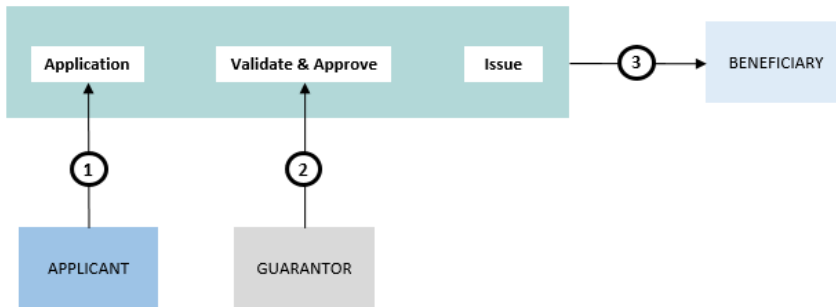 Application
Validate & Approve
Issue
3
BENEFICIARY
1
2
APPLICANT
GUARANTOR